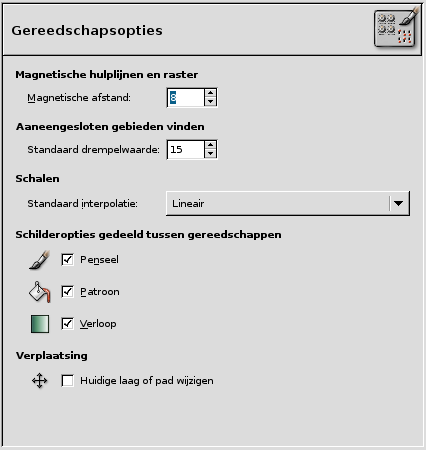 Gereedschapsopties
Magnetische hulplijnen en raster
Magnetische afstand: 8
Aaneengesloten gebieden vinden
Standaard drempelwaarde: 15
Schalen
Standaard interpolatie: Lineair
Schilderopties gedeeld tussen gereedschappen
Penseel
Patroon
Verloop
Verplaatsing
Huidige laag of pad wijzigen